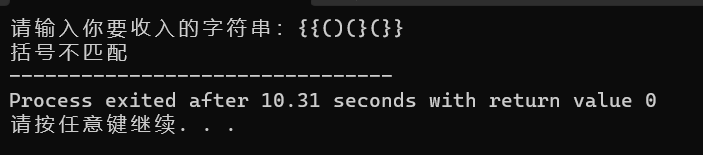 请输入你要收入的字符串: {{()(}(}}
括号不匹配
--------------------------------
Process exited after 10.31 seconds with return value 0
请按任意键继续. . .